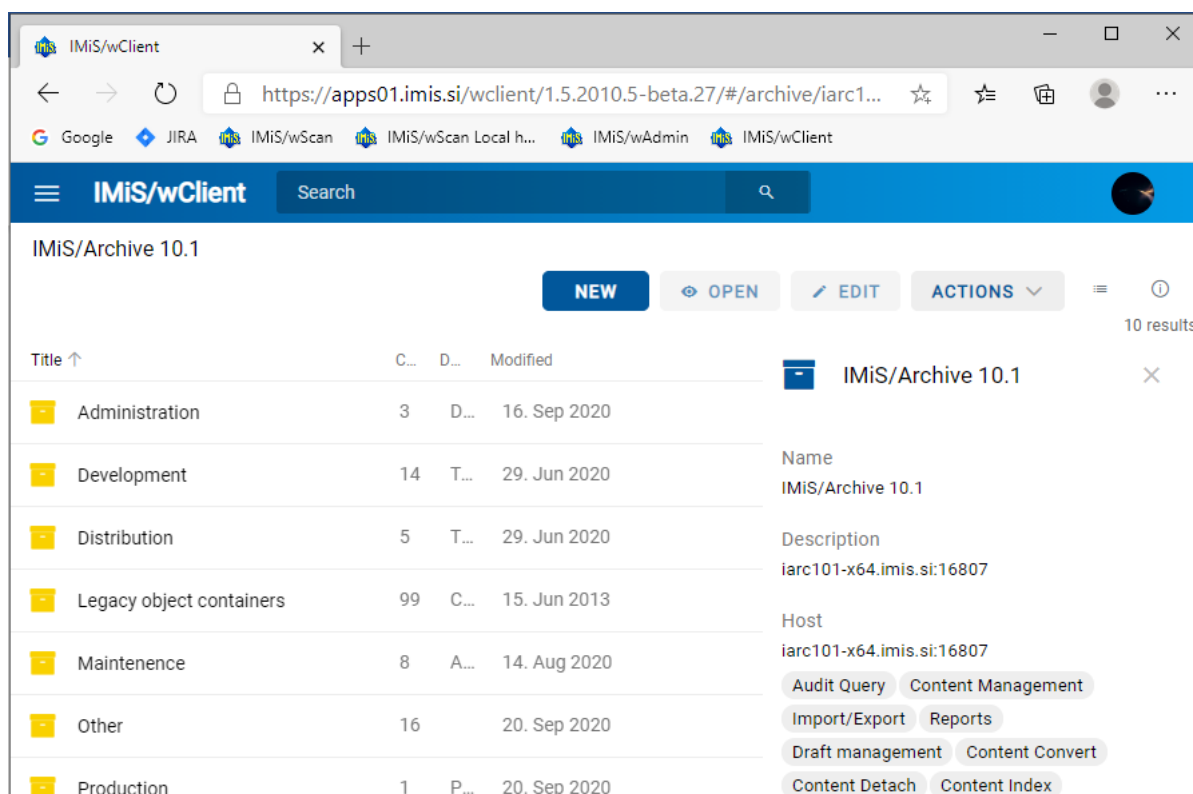 IMiS/wClient
https://apps01.imis.si/wclient/1.5.2010.5-beta.27/#/archive/iarc1...
Google JIRA IMiS/wScan IMiS/wScan Local h... IMiS/wAdmin IMiS/wClient
IMiS/wClient Search
IMiS/Archive 10.1
NEW OPEN EDIT ACTIONS
10 results
Title C... D... Modified
IMiS/Archive 10.1
Administration 3 D... 16. Sep 2020
Name
Development 14 T... 29. Jun 2020
IMiS/Archive 10.1
Distribution 5 T... 29. Jun 2020
Description
iarc101-x64.imis.si:16807
Legacy object containers 99 C... 15. Jun 2013
Host
iarc101-x64.imis.si:16807
Maintenence 8 A... 14. Aug 2020
Audit Query Content Management
Other 16 20. Sep 2020
Import/Export Reports
Draft management Content Convert
Production 1 P... 20. Sep 2020
Content Detach Content Index